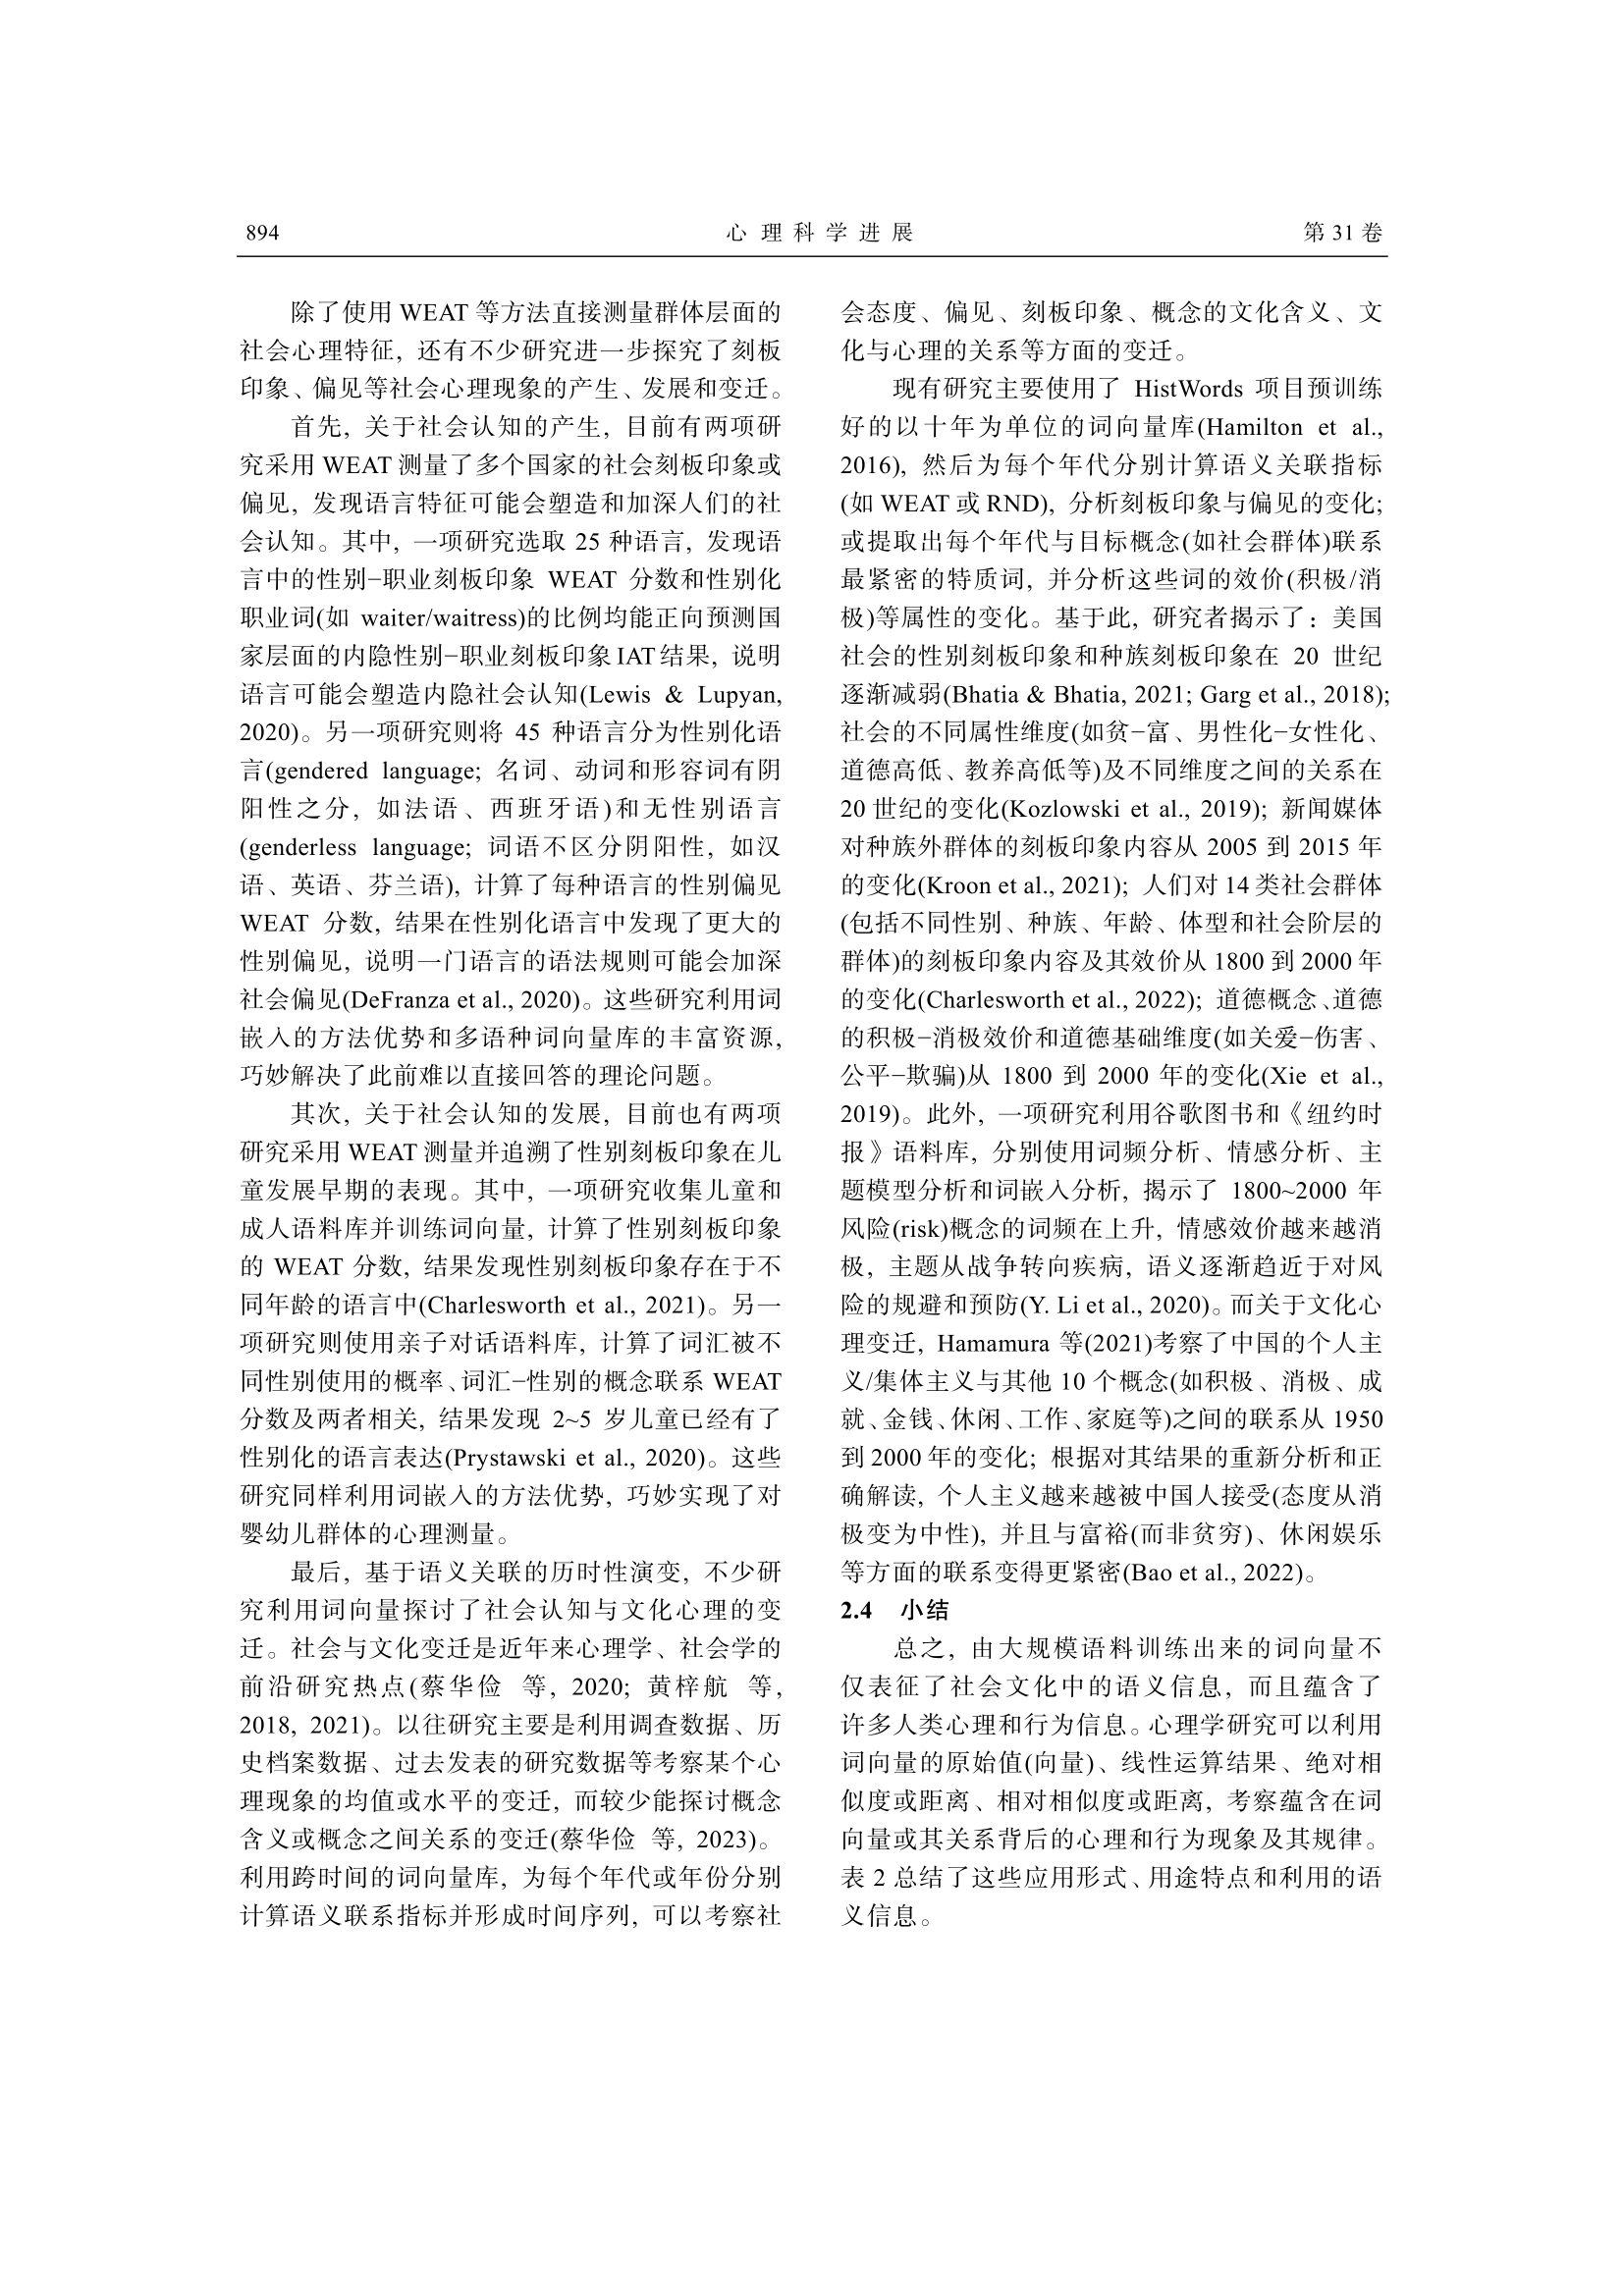 894
心 理 科 学 进 展
第 31 卷
除了使用 WEAT 等方法直接测量群体层面的
社会心理特征, 还有不少研究进一步探究了刻板
印象、偏见等社会心理现象的产生、发展和变迁。
首先, 关于社会认知的产生, 目前有两项研
究采用 WEAT 测量了多个国家的社会刻板印象或
偏见, 发现语言特征可能会塑造和加深人们的社
会认知。其中, 一项研究选取 25 种语言, 发现语
言中的性别−职业刻板印象 WEAT 分数和性别化
职业词(如 waiter/waitress)的比例均能正向预测国
家层面的内隐性别−职业刻板印象 IAT 结果, 说明
语言可能会塑造内隐社会认知(Lewis & Lupyan,
2020)。另一项研究则将 45 种语言分为性别化语
言(gendered language; 名词、动词和形容词有阴
阳性之分, 如法语、西班牙语)和无性别语言
(genderless language; 词语不区分阴阳性, 如汉
语、英语、芬兰语), 计算了每种语言的性别偏见
WEAT 分数, 结果在性别化语言中发现了更大的
性别偏见, 说明一门语言的语法规则可能会加深
社会偏见(DeFranza et al., 2020)。这些研究利用词
嵌入的方法优势和多语种词向量库的丰富资源,
巧妙解决了此前难以直接回答的理论问题。
其次, 关于社会认知的发展, 目前也有两项
研究采用 WEAT 测量并追溯了性别刻板印象在儿
童发展早期的表现。其中, 一项研究收集儿童和
成人语料库并训练词向量, 计算了性别刻板印象
的 WEAT 分数, 结果发现性别刻板印象存在于不
同年龄的语言中(Charlesworth et al., 2021)。另一
项研究则使用亲子对话语料库, 计算了词汇被不
同性别使用的概率、词汇−性别的概念联系 WEAT
分数及两者相关, 结果发现 2~5 岁儿童已经有了
性别化的语言表达(Prystawski et al., 2020)。这些
研究同样利用词嵌入的方法优势, 巧妙实现了对
婴幼儿群体的心理测量。
最后, 基于语义关联的历时性演变, 不少研
究利用词向量探讨了社会认知与文化心理的变
迁。社会与文化变迁是近年来心理学、社会学的
前沿研究热点(蔡华俭 等, 2020; 黄梓航 等,
2018, 2021)。以往研究主要是利用调查数据、历
史档案数据、过去发表的研究数据等考察某个心
理现象的均值或水平的变迁, 而较少能探讨概念
含义或概念之间关系的变迁(蔡华俭 等, 2023)。
利用跨时间的词向量库, 为每个年代或年份分别
计算语义联系指标并形成时间序列, 可以考察社
会态度、偏见、刻板印象、概念的文化含义、文
化与心理的关系等方面的变迁。
现有研究主要使用了 HistWords 项目预训练
好的以十年为单位的词向量库(Hamilton et al.,
2016), 然后为每个年代分别计算语义关联指标
(如 WEAT 或 RND), 分析刻板印象与偏见的变化;
或提取出每个年代与目标概念(如社会群体)联系
最紧密的特质词, 并分析这些词的效价(积极/消
极)等属性的变化。基于此, 研究者揭示了：美国
社会的性别刻板印象和种族刻板印象在 20 世纪
逐渐减弱(Bhatia & Bhatia, 2021; Garg et al., 2018);
社会的不同属性维度(如贫−富、男性化−女性化、
道德高低、教养高低等)及不同维度之间的关系在
20 世纪的变化(Kozlowski et al., 2019); 新闻媒体
对种族外群体的刻板印象内容从 2005 到 2015 年
的变化(Kroon et al., 2021); 人们对 14 类社会群体
(包括不同性别、种族、年龄、体型和社会阶层的
群体)的刻板印象内容及其效价从 1800 到 2000 年
的变化(Charlesworth et al., 2022); 道德概念、道德
的积极−消极效价和道德基础维度(如关爱−伤害、
公平−欺骗)从 1800 到 2000 年的变化(Xie et al.,
2019)。此外, 一项研究利用谷歌图书和《纽约时
报》语料库, 分别使用词频分析、情感分析、主
题模型分析和词嵌入分析, 揭示了 1800~2000 年
风险(risk)概念的词频在上升, 情感效价越来越消
极, 主题从战争转向疾病, 语义逐渐趋近于对风
险的规避和预防(Y. Li et al., 2020)。而关于文化心
理变迁, Hamamura 等(2021)考察了中国的个人主
义/集体主义与其他 10 个概念(如积极、消极、成
就、金钱、休闲、工作、家庭等)之间的联系从 1950
到 2000 年的变化; 根据对其结果的重新分析和正
确解读, 个人主义越来越被中国人接受(态度从消
极变为中性), 并且与富裕(而非贫穷)、休闲娱乐
等方面的联系变得更紧密(Bao et al., 2022)。
2.4 小结
总之, 由大规模语料训练出来的词向量不
仅表征了社会文化中的语义信息, 而且蕴含了
许多人类心理和行为信息。心理学研究可以利用
词向量的原始值(向量)、线性运算结果、绝对相
似度或距离、相对相似度或距离, 考察蕴含在词
向量或其关系背后的心理和行为现象及其规律。
表 2 总结了这些应用形式、用途特点和利用的语
义信息。